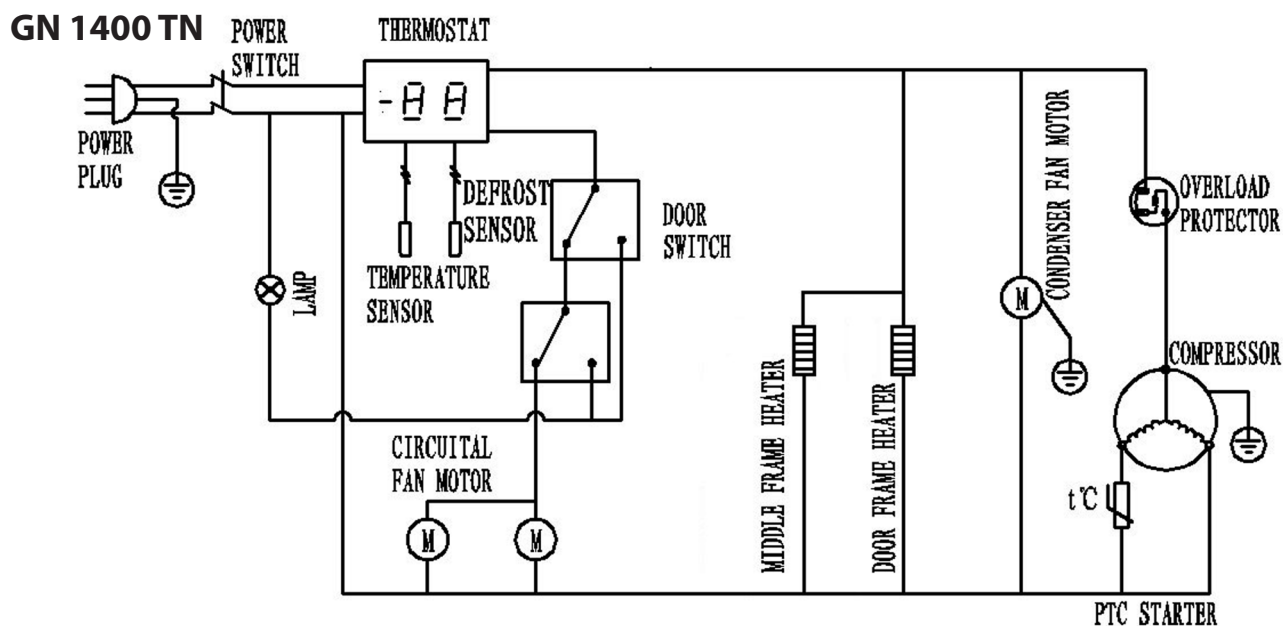 GN 1400 TN
POWER
SWITCH
THERMOSTAT
-88
POWER
PLUG
DEFROST
SENSOR
TEMPERATURE
SENSOR
LAMP
DOOR
SWITCH
CIRCUITAL
FAN MOTOR
M
M
MIDDLE FRAME HEATER
DOOR FRAME HEATER
CONDENSER FAN MOTOR
M
OVERLOAD
PROTECTOR
COMPRESSOR
t℃
PTC STARTER